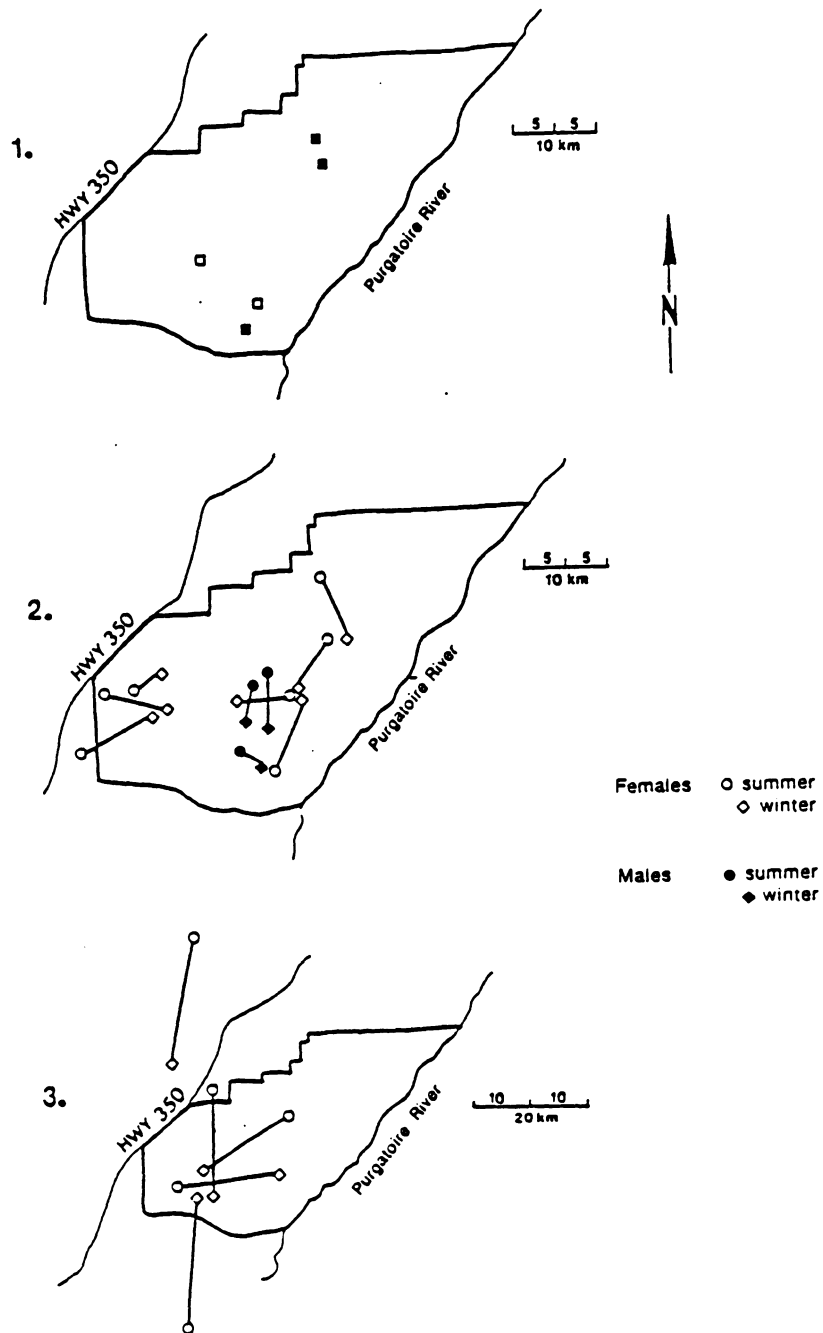 1.
HWY 350
5 5
10 km
Purgatoire River
N
2.
HWY 350
5 5
10 km
Purgatoire River
Females ○ summer
◇ winter
Males ● summer
◆ winter
3.
HWY 350
10 10
20 km
Purgatoire River